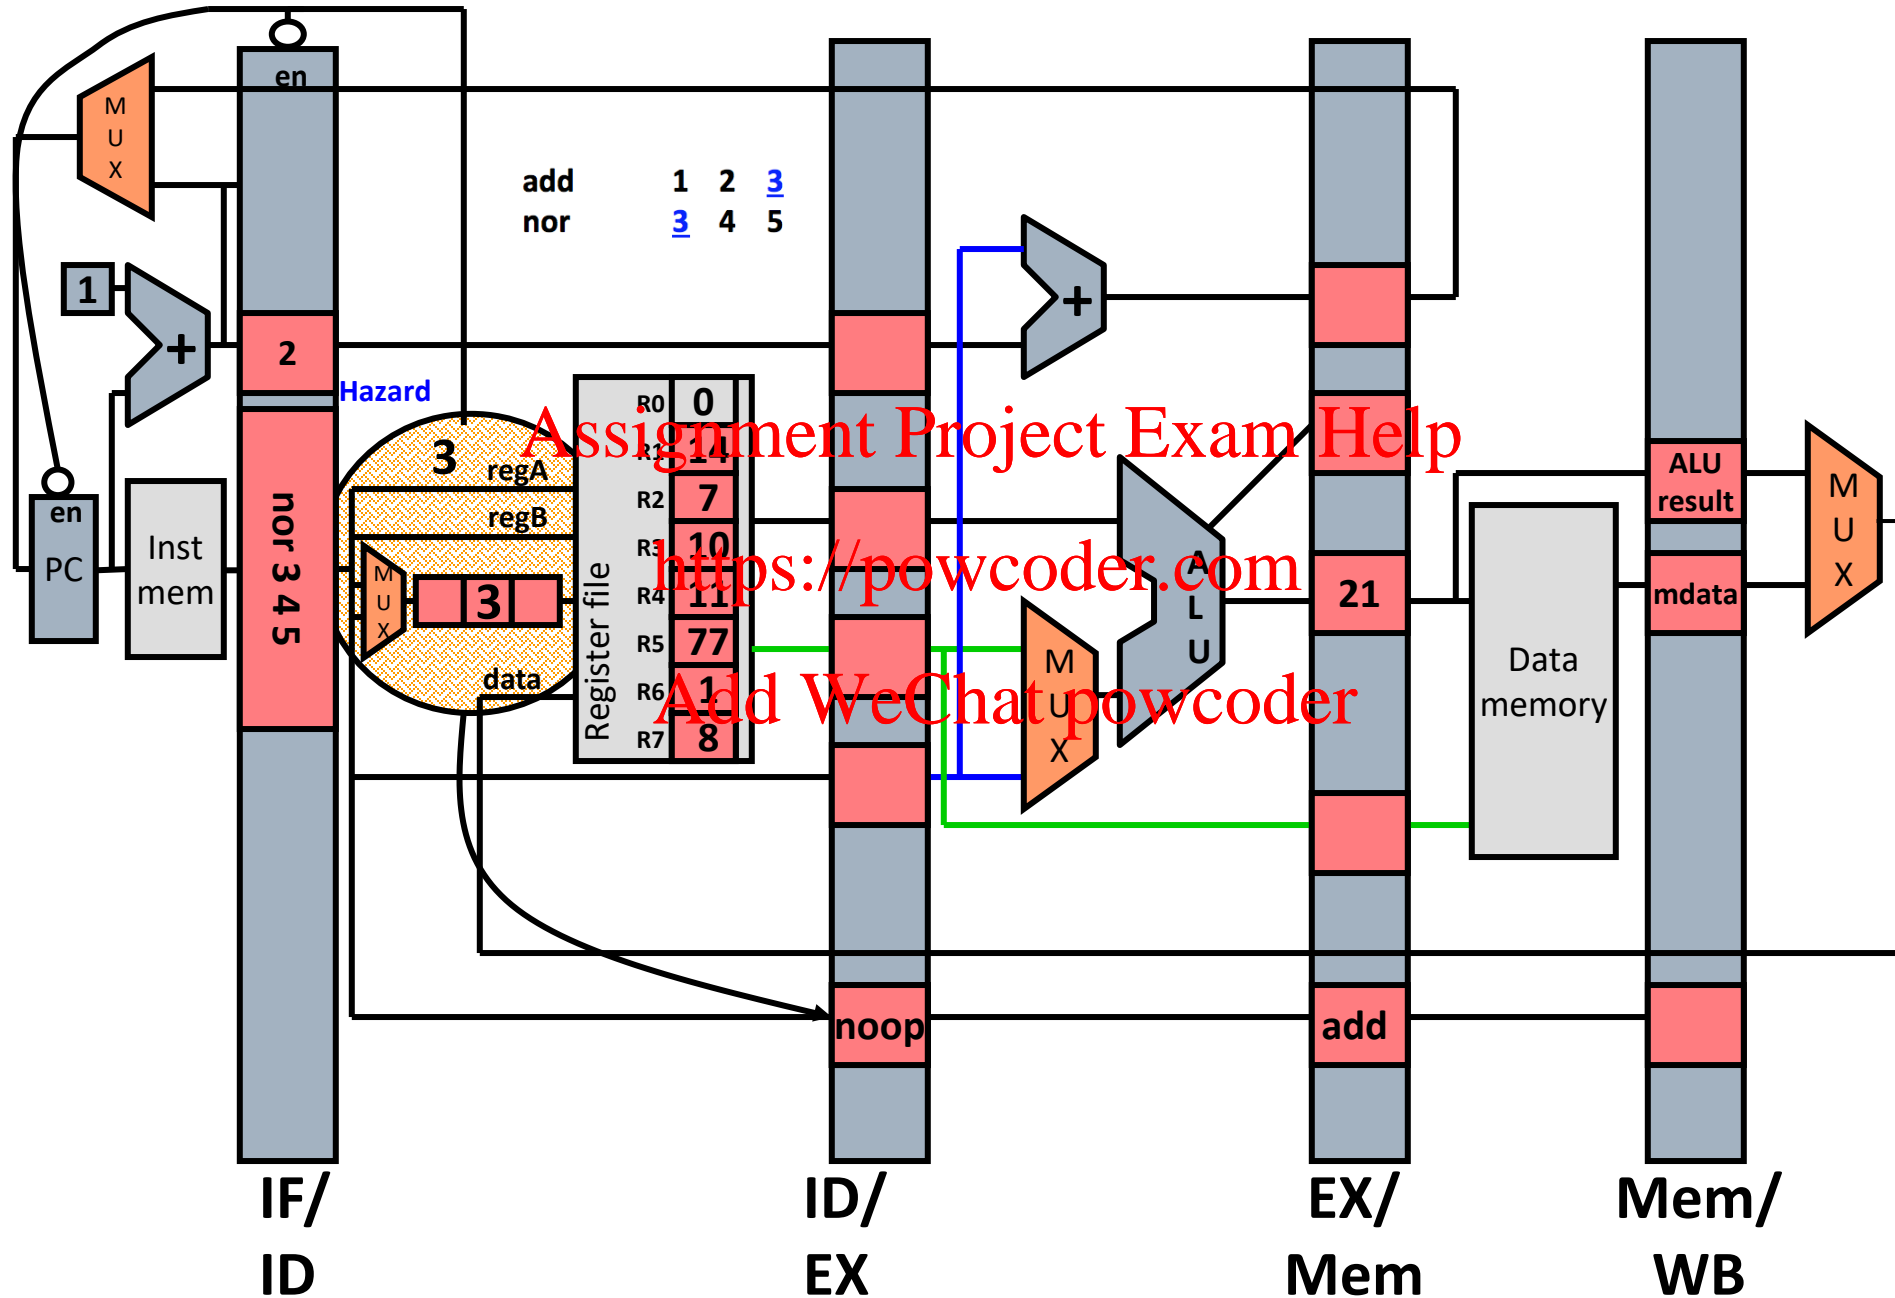 en
M
U
X
add 1 2 3
nor 3 4 5
1
+
+
2
Hazard
3
regA
regB
data
R0 0
R1 14
R2 7
R3 10
R4 11
R5 77
R6 1
R7 8
Register file
Assignment Project Exam Help
https://powcoder.com
Add WeChat powcoder
en
PC
Inst
mem
nor 3 4 5
M
U
X
3
M
U
X
A
L
U
21
ALU
result
mdata
Data
memory
M
U
X
noop
add
IF/
ID
ID/
EX
EX/
Mem
Mem/
WB